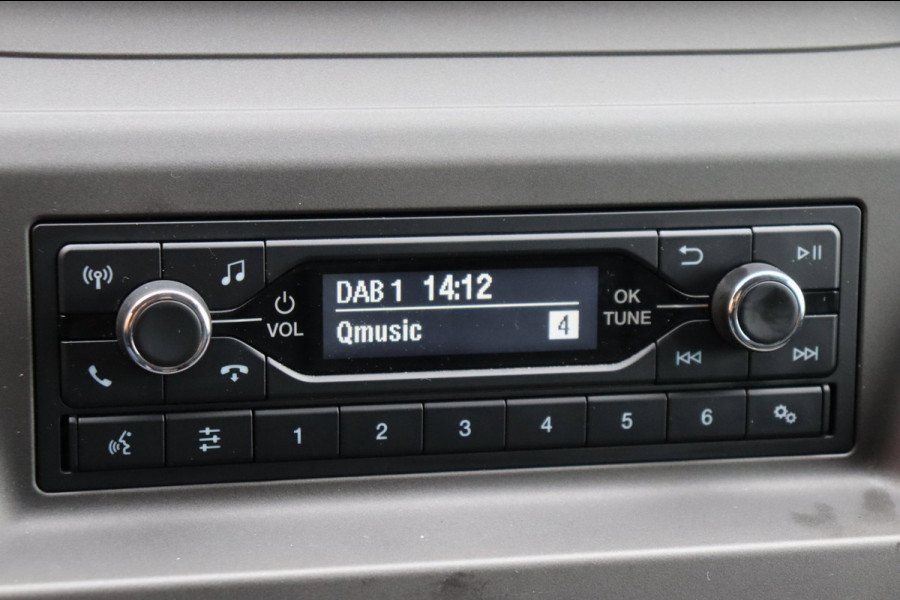 DAB 1 14:12
Qmusic 4
VOL
OK
TUNE
1 2 3 4 5 6